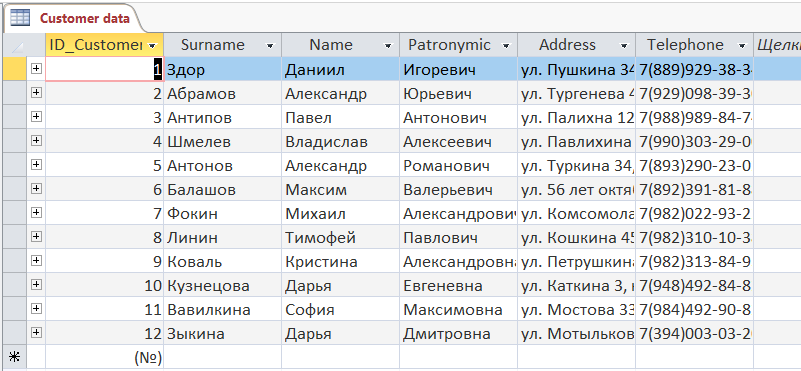 Customer data
ID_Customer Surname Name Patronymic Address Telephone Щелк
1 Здор Даниил Игоревич ул. Пушкина 34 7(889)929-38-3
2 Абрамов Александр Юрьевич ул. Тургенева 7(929)098-39-3
3 Антипов Павел Антонович ул. Палихна 12 7(988)989-84-7
4 Шмелев Владислав Алексеевич ул. Павлихина 7(990)303-29-0
5 Антонов Александр Романович ул. Туркина 34, 7(893)290-23-0
6 Балашов Максим Валерьевич ул. 56 лет октя 7(892)391-81-8
7 Фокин Михаил Александрович ул. Комсомола 7(982)022-93-2
8 Линин Тимофей Павлович ул. Кошкина 45 7(982)310-10-3
9 Коваль Кристина Александровна ул. Петрушкина 7(982)313-84-9
10 Кузнецова Дарья Евгеневна ул. Каткина 3, 7(948)492-84-8
11 Вавилкина София Максимовна ул. Мостова 33 7(984)492-90-8
12 Зыкина Дарья Дмитровна ул. Мотыльков 7(394)003-03-2
(№)